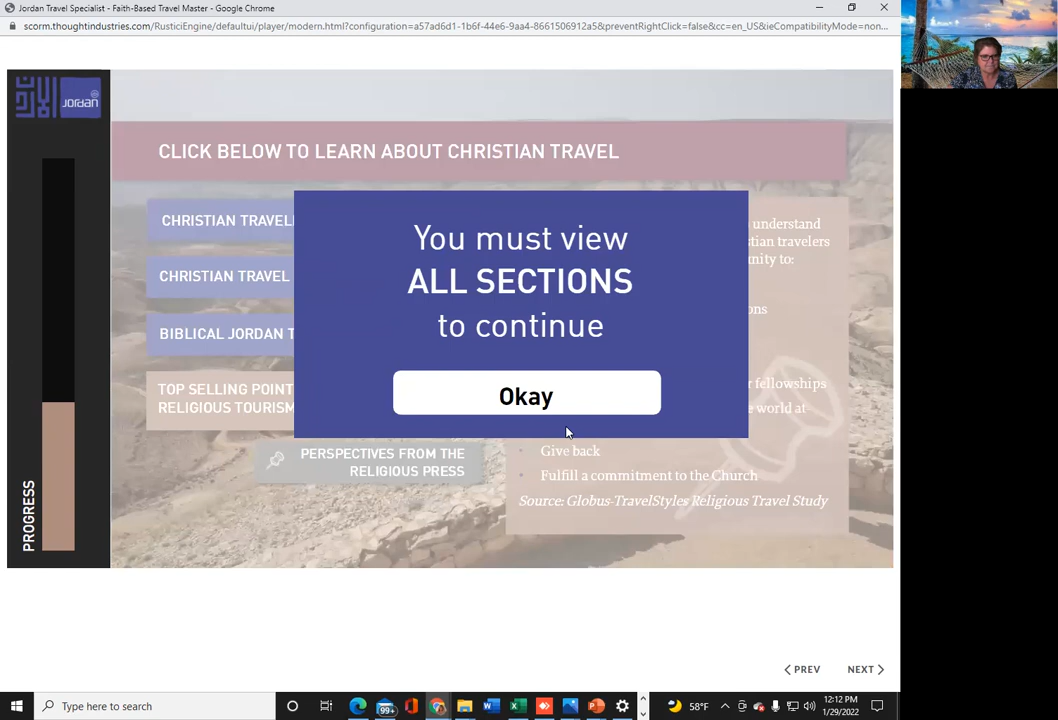 Jordan Travel Specialist - Faith-Based Travel Master - Google Chrome
scorm.thoughtindustries.com/RusticiEngine/defaultui/player/modern.html?configuration=a57ad6d1-1b6f-44e6-9aa4-8661506912a5&preventRightClick=false&cc=en_US&ieCompatibilityMode=non...
Jordan
CLICK BELOW TO LEARN ABOUT CHRISTIAN TRAVEL
You must view
ALL SECTIONS
to continue
Okay
CHRISTIAN TRAVEL
CHRISTIAN TRAVEL
BIBLICAL JORDAN T
TOP SELLING POINT
RELIGIOUS TOURISM
PERSPECTIVES FROM THE
RELIGIOUS PRESS
understand
stian travelers
nity to:
ons
r fellowships
e world at
• Give back
• Fulfill a commitment to the Church
Source: Globus-TravelStyles Religious Travel Study
PROGRESS
PREV
NEXT
Type here to search
99+
58°F
12:12 PM
1/29/2022